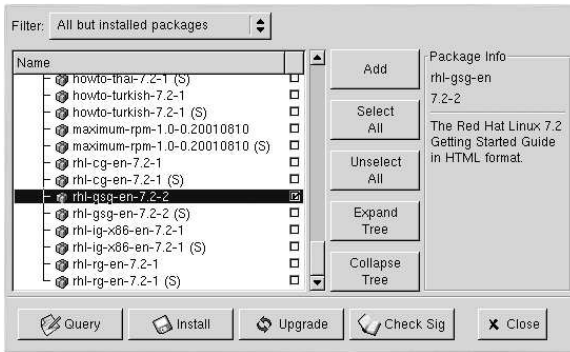 Filter: All but installed packages
Name
howto-thai-7.2-1 (S)
howto-turkish-7.2-1
howto-turkish-7.2-1 (S)
maximum-rpm-1.0-0.20010810
maximum-rpm-1.0-0.20010810 (S)
rhl-cg-en-7.2-1
rhl-cg-en-7.2-1 (S)
rhl-gsg-en-7.2-2
rhl-gsg-en-7.2-2 (S)
rhl-ig-x86-en-7.2-1
rhl-ig-x86-en-7.2-1 (S)
rhl-rg-en-7.2-1
rhl-rg-en-7.2-1 (S)
Add
Select
All
Unselect
All
Expand
Tree
Collapse
Tree
Package Info
rhl-gsg-en
7.2-2
The Red Hat Linux 7.2
Getting Started Guide
in HTML format.
Query
Install
Upgrade
Check Sig
Close